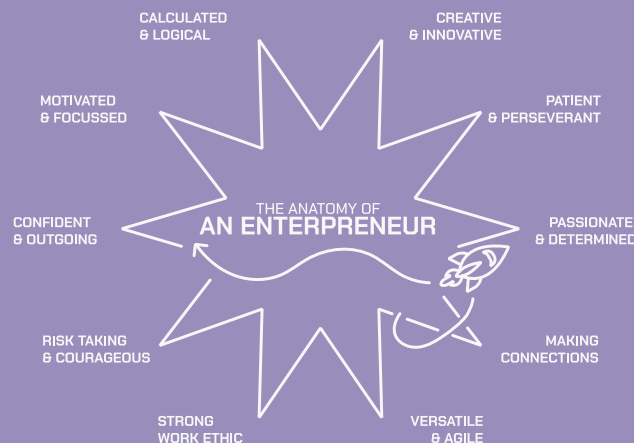 CALCULATED
& LOGICAL
CREATIVE
& INNOVATIVE
MOTIVATED
& FOCUSSED
PATIENT
& PERSEVERANT
THE ANATOMY OF
AN ENTERPRENEUR
CONFIDENT
& OUTGOING
PASSIONATE
& DETERMINED
RISK TAKING
& COURAGEOUS
MAKING
CONNECTIONS
STRONG
WORK ETHIC
VERSATILE
& AGILE